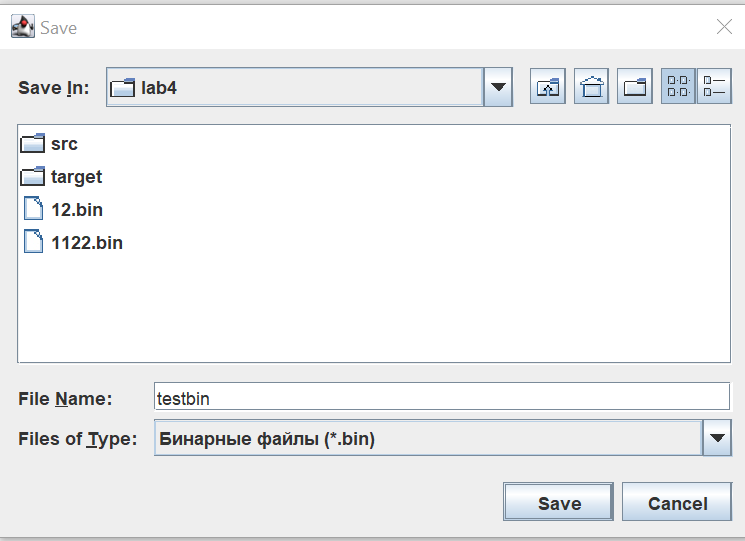 Save
Save In: lab4
src
target
12.bin
1122.bin
File Name: testbin
Files of Type: Бинарные файлы (*.bin)
Save Cancel